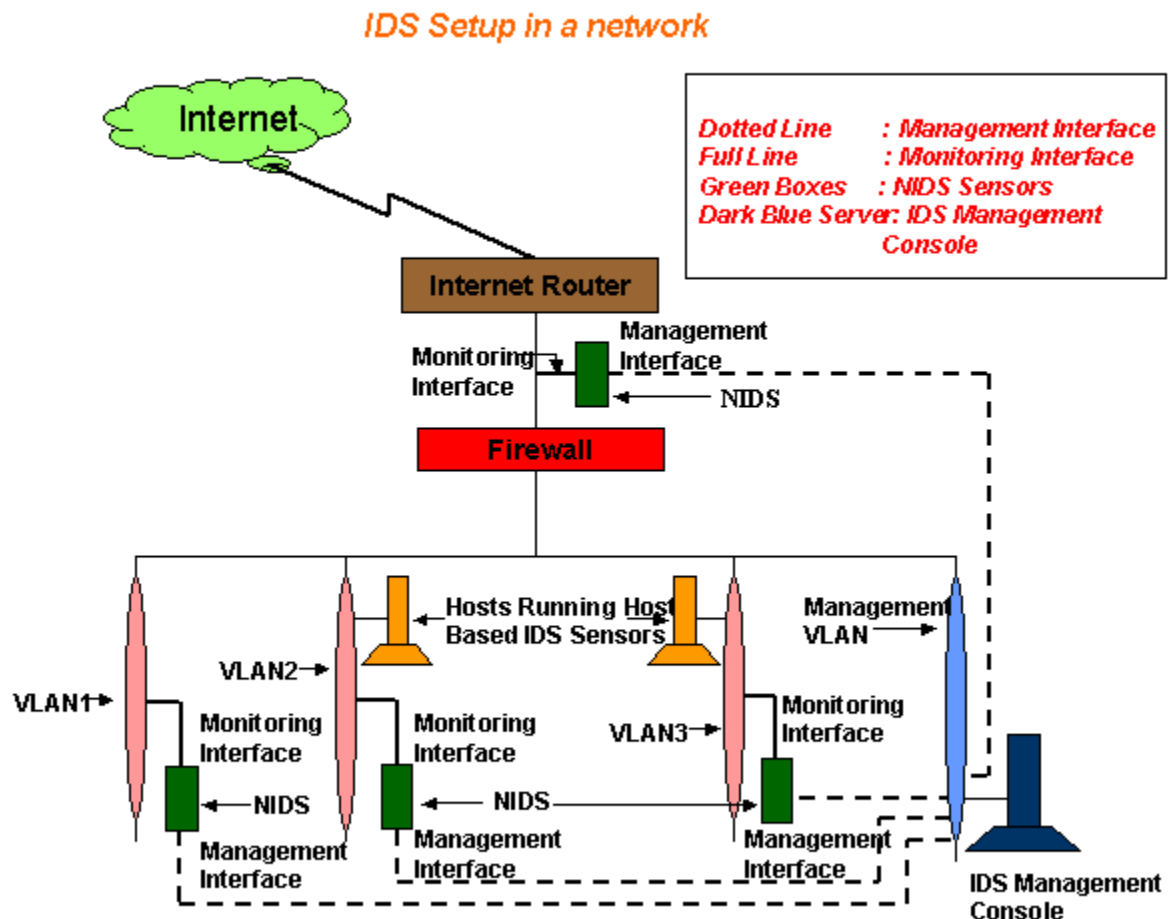 IDS Setup in a network
Internet
Dotted Line : Management Interface
Full Line : Monitoring Interface
Green Boxes : NIDS Sensors
Dark Blue Server: IDS Management
Console
Internet Router
Management
Interface
Monitoring
Interface
NIDS
Firewall
Hosts Running Host
Based IDS Sensors
Management
VLAN
VLAN1
VLAN2
VLAN3
Monitoring
Interface
Monitoring
Interface
Monitoring
Interface
NIDS
NIDS
Management
Interface
Management
Interface
Management
Interface
IDS Management
Console